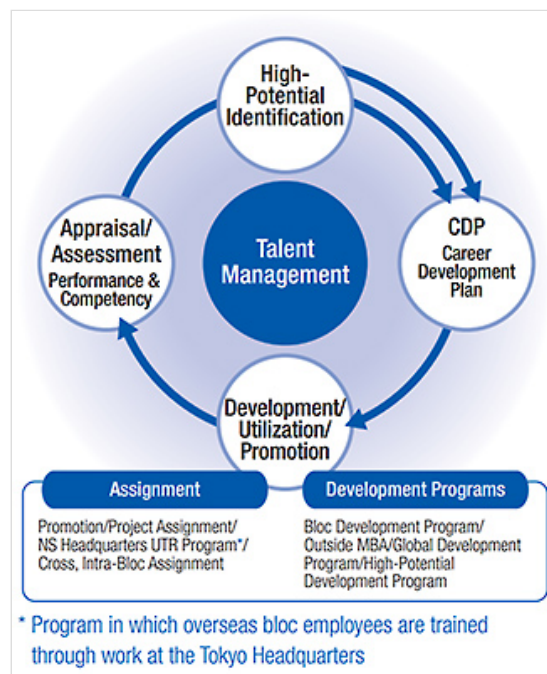 High-
Potential
Identification
Appraisal/
Assessment
Performance &
Competency
Talent
Management
CDP
Career
Development
Plan
Development/
Utilization/
Promotion
Assignment
Promotion/Project Assignment/
NS Headquarters UTR Program*/
Cross, Intra-Bloc Assignment
Development Programs
Bloc Development Program/
Outside MBA/Global Development
Program/High-Potential
Development Program
* Program in which overseas bloc employees are trained
through work at the Tokyo Headquarters